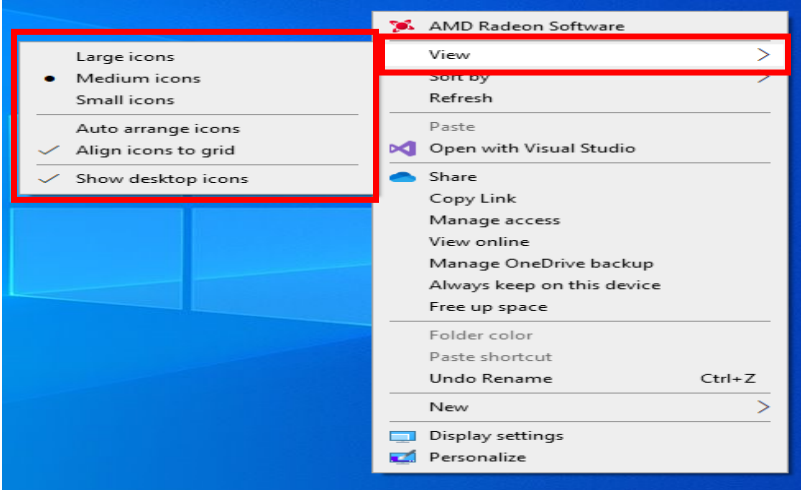 AMD Radeon Software
View
Sort by
Refresh
Paste
Open with Visual Studio
Share
Copy Link
Manage access
View online
Manage OneDrive backup
Always keep on this device
Free up space
Folder color
Paste shortcut
Undo Rename Ctrl+Z
New
Display settings
Personalize
Large icons
Medium icons
Small icons
Auto arrange icons
Align icons to grid
Show desktop icons